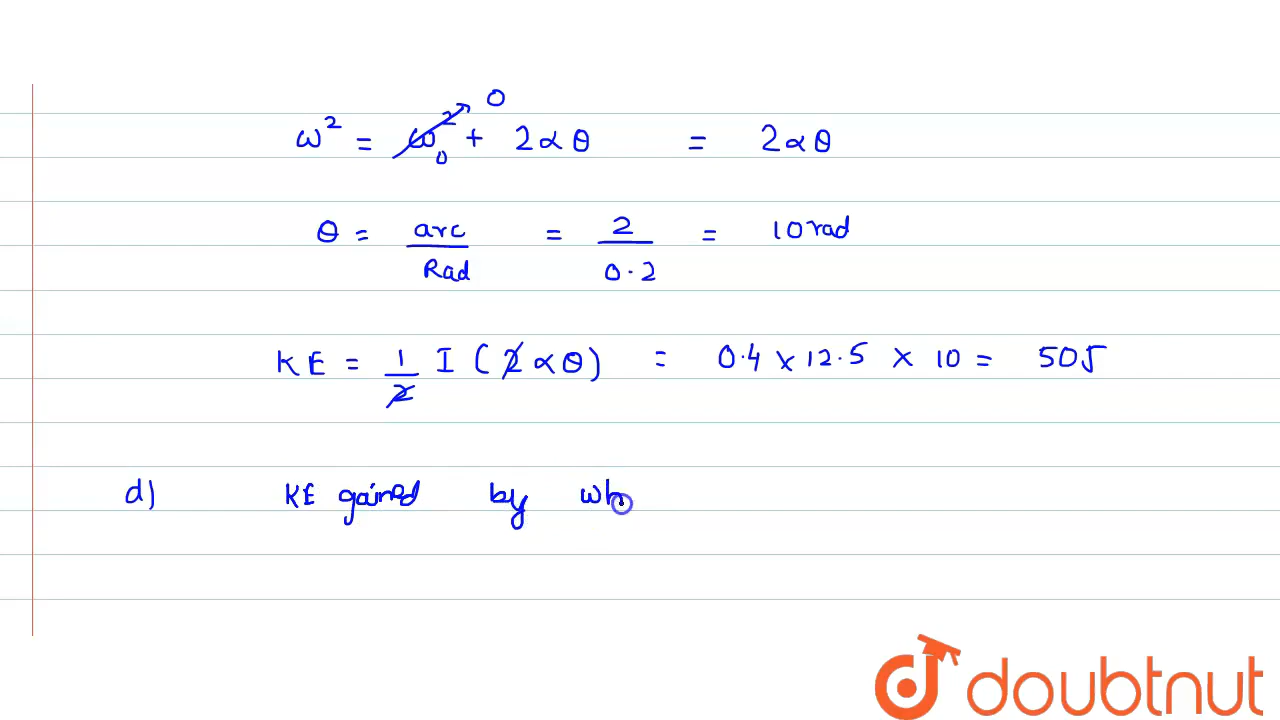 ω² = ω₀² + 2αθ = 2αθ
0
θ = arc/Rad = 2/0.2 = 10 rad
KE = 1/2 I (2αθ) = 0.4 × 12.5 × 10 = 50J
d) KE gained by wh
doubtnut